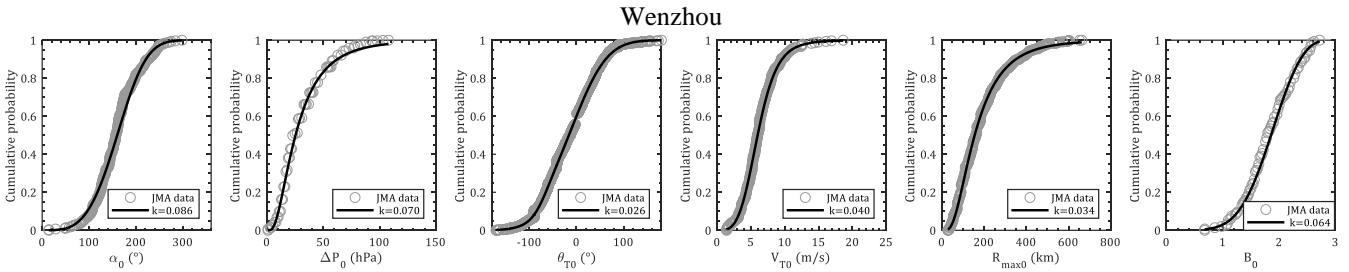 Wenzhou
Cumulative probability
1
0.8
0.6
0.4
0.2
0
0 100 200 300
α0 (°)
JMA data
k=0.086
Cumulative probability
1
0.8
0.6
0.4
0.2
0
0 50 100 150
ΔP0 (hPa)
JMA data
k=0.070
Cumulative probability
1
0.8
0.6
0.4
0.2
0
-100 0 100
θT0 (°)
JMA data
k=0.026
Cumulative probability
1
0.8
0.6
0.4
0.2
0
0 5 10 15 20 25
VT0 (m/s)
JMA data
k=0.040
Cumulative probability
1
0.8
0.6
0.4
0.2
0
0 200 400 600 800
Rmax0 (km)
JMA data
k=0.034
Cumulative probability
1
0.8
0.6
0.4
0.2
0
0 1 2 3
B0
JMA data
k=0.064